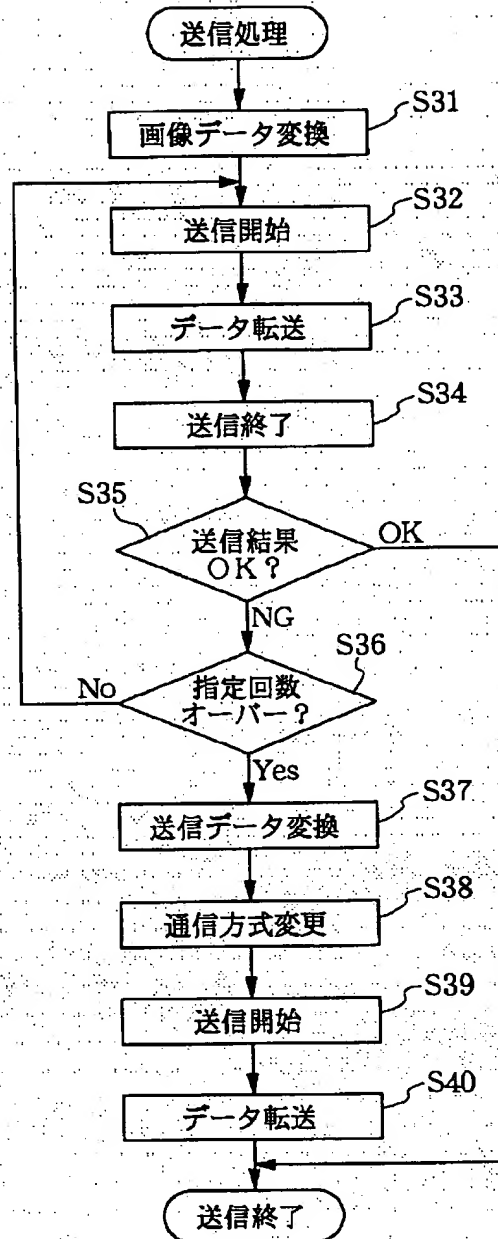 送信処理
S31
画像データ変換
S32
送信開始
S33
データ転送
S34
送信終了
S35
送信結果
OK?
OK
NG
S36
指定回数
オーバー?
No
Yes
S37
送信データ変換
S38
通信方式変更
S39
送信開始
S40
データ転送
送信終了